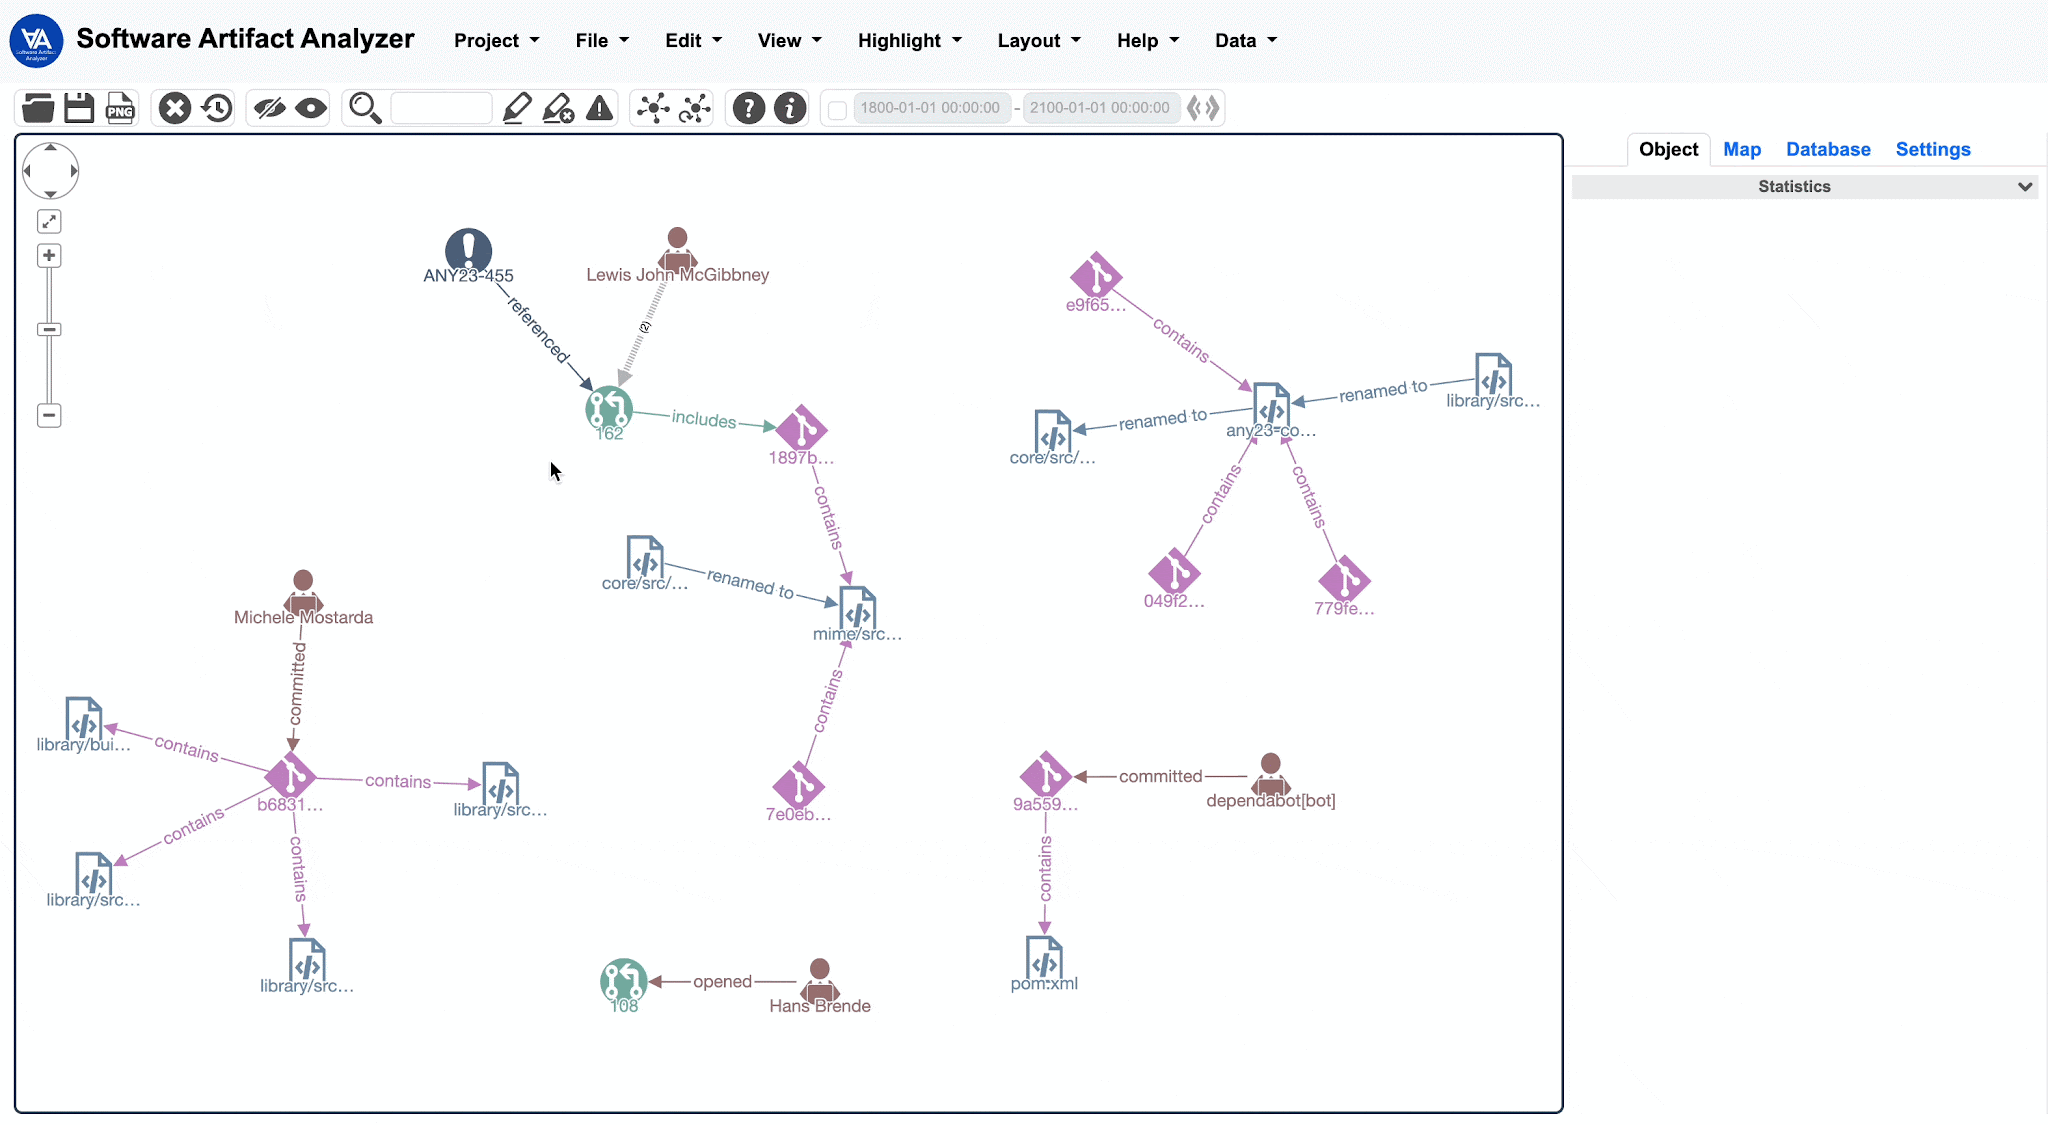 Software Artifact Analyzer
Project File Edit View Highlight Layout Help Data
PNG
1800-01-01 00:00:00 - 2100-01-01 00:00:00
Object Map Database Settings
Statistics
ANY23-455
Lewis John McGibbney
referenced
(2)
162
includes
1897b...
contains
core/src/...
renamed to
mime/src...
contains
7e0eb...
e9f65...
contains
library/src...
renamed to
any23-co...
renamed to
core/src/...
contains
contains
049f2...
779fe...
Michele Mostarda
committed
library/bui...
contains
b6831...
contains
library/src...
contains
library/src...
contains
library/src...
9a559...
committed
dependabot[bot]
contains
pom.xml
108
opened
Hans Brende